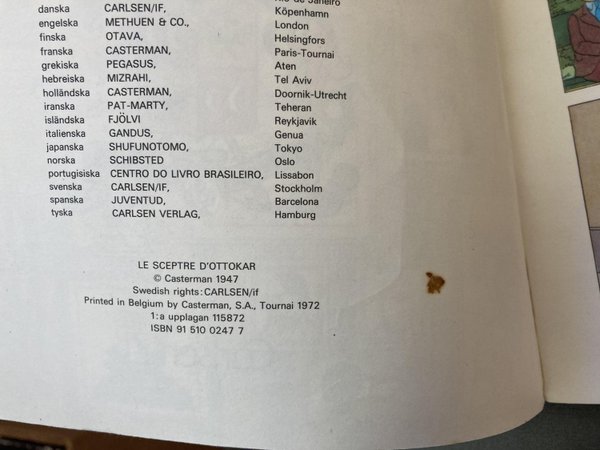 Rio de Janeiro
danska CARLSEN/IF, Köpenhamn
engelska METHUEN & CO., London
finska OTAVA, Helsingfors
franska CASTERMAN, Paris-Tournai
grekiska PEGASUS, Aten
hebreiska MIZRAHI, Tel Aviv
holländska CASTERMAN, Doornik-Utrecht
iranska PAT-MARTY, Teheran
isländska FJÖLVI Reykjavik
italienska GANDUS, Genua
japanska SHUFUNOTOMO, Tokyo
norska SCHIBSTED Oslo
portugisiska CENTRO DO LIVRO BRASILEIRO, Lissabon
svenska CARLSEN/IF, Stockholm
spanska JUVENTUD, Barcelona
tyska CARLSEN VERLAG, Hamburg
LE SCEPTRE D'OTTOKAR
© Casterman 1947
Swedish rights: CARLSEN/if
Printed in Belgium by Casterman, S.A., Tournai 1972
1:a upplagan 115872
ISBN 91 510 0247 7